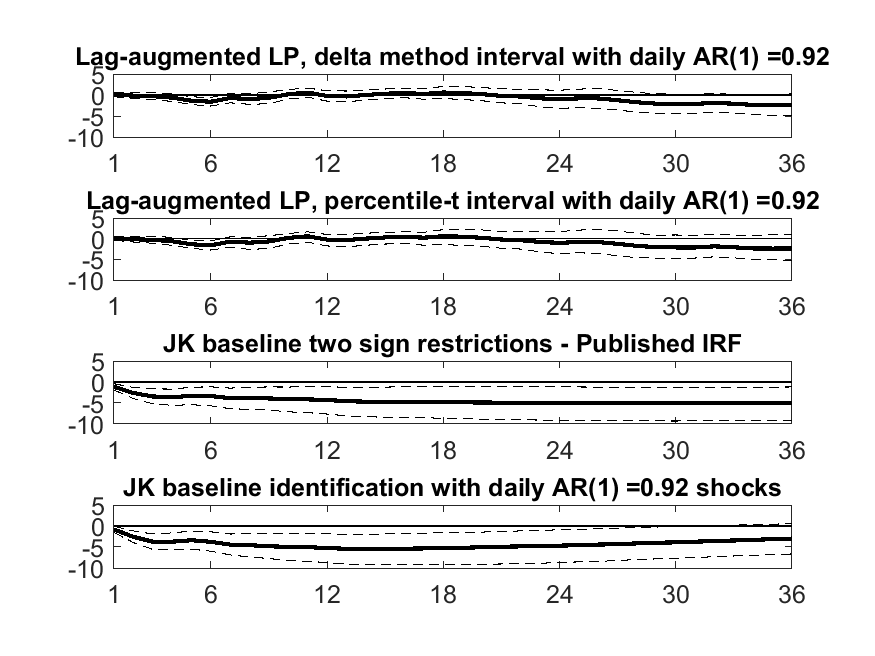 Lag-augmented LP, delta method interval with daily AR(1) =0.92
5
0
-5
-10
1 6 12 18 24 30 36
Lag-augmented LP, percentile-t interval with daily AR(1) =0.92
5
0
-5
-10
1 6 12 18 24 30 36
JK baseline two sign restrictions - Published IRF
5
0
-5
-10
1 6 12 18 24 30 36
JK baseline identification with daily AR(1) =0.92 shocks
5
0
-5
-10
1 6 12 18 24 30 36